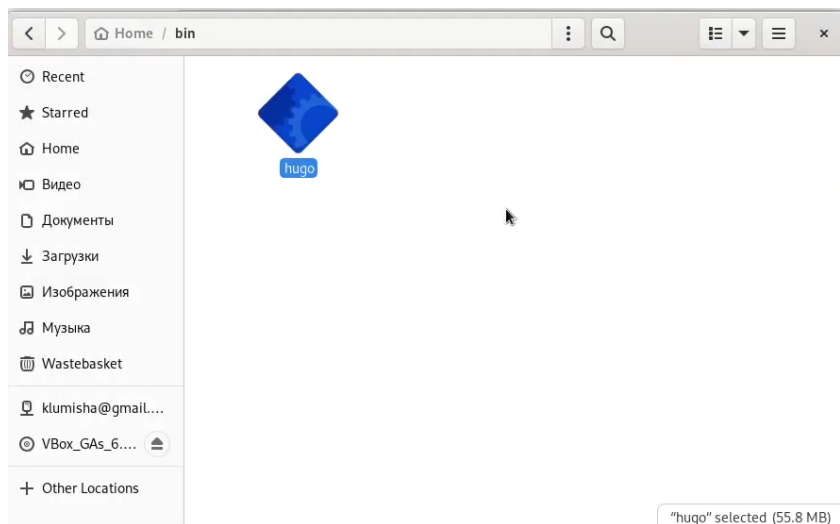 Home / bin
Recent
Starred
Home
Видео
Документы
Загрузки
Изображения
Музыка
Wastebasket
klumisha@gmail....
VBox_GAs_6....
Other Locations
hugo
"hugo" selected (55.8 MB)